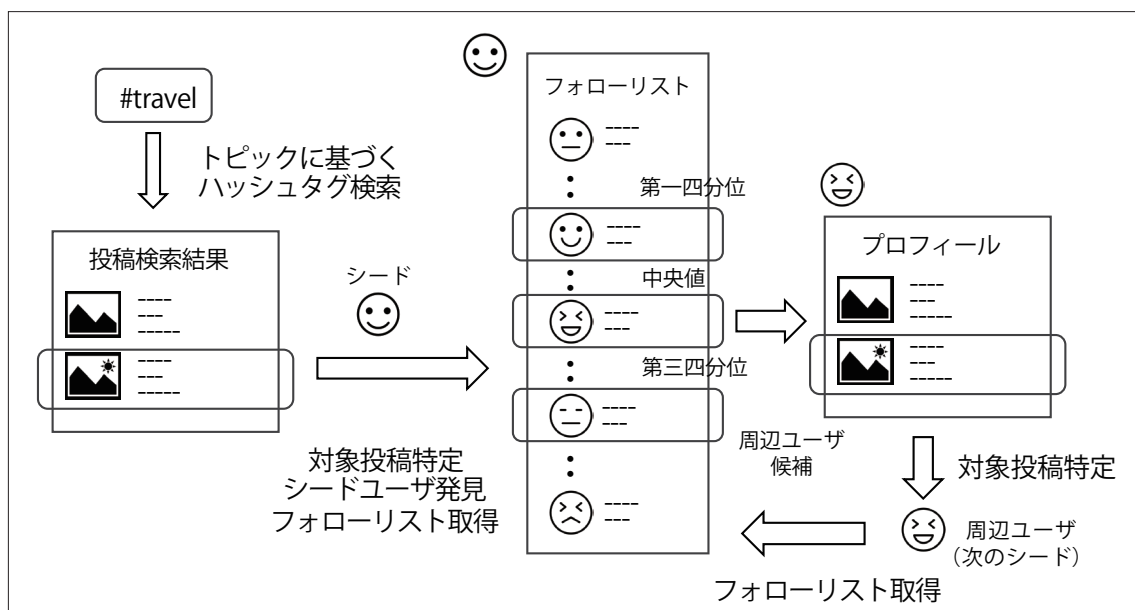 #travel
トピックに基づく
ハッシュタグ検索
投稿検索結果
----
---
-----
----
---
-----
シード
対象投稿特定
シードユーザ発見
フォローリスト取得
フォローリスト
----
---
第一四分位
----
---
中央値
----
---
第三四分位
----
---
----
---
プロフィール
----
---
-----
----
---
-----
周辺ユーザ
候補
対象投稿特定
周辺ユーザ
（次のシード）
フォローリスト取得